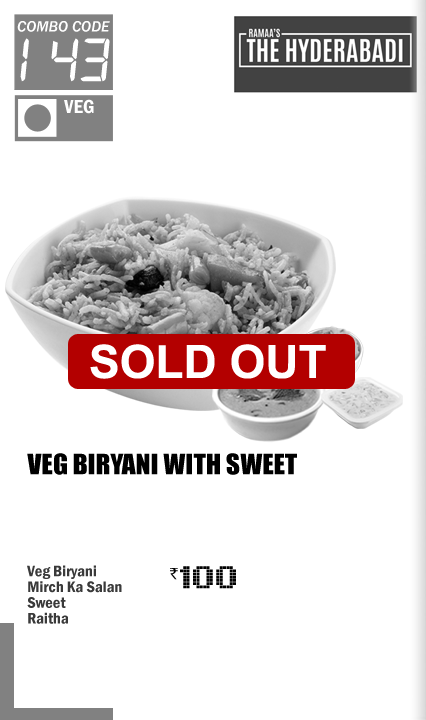 COMBO CODE
143
VEG
RAMAA'S
THE HYDERABADI
SOLD OUT
VEG BIRYANI WITH SWEET
Veg Biryani
Mirch Ka Salan
Sweet
Raitha
₹100